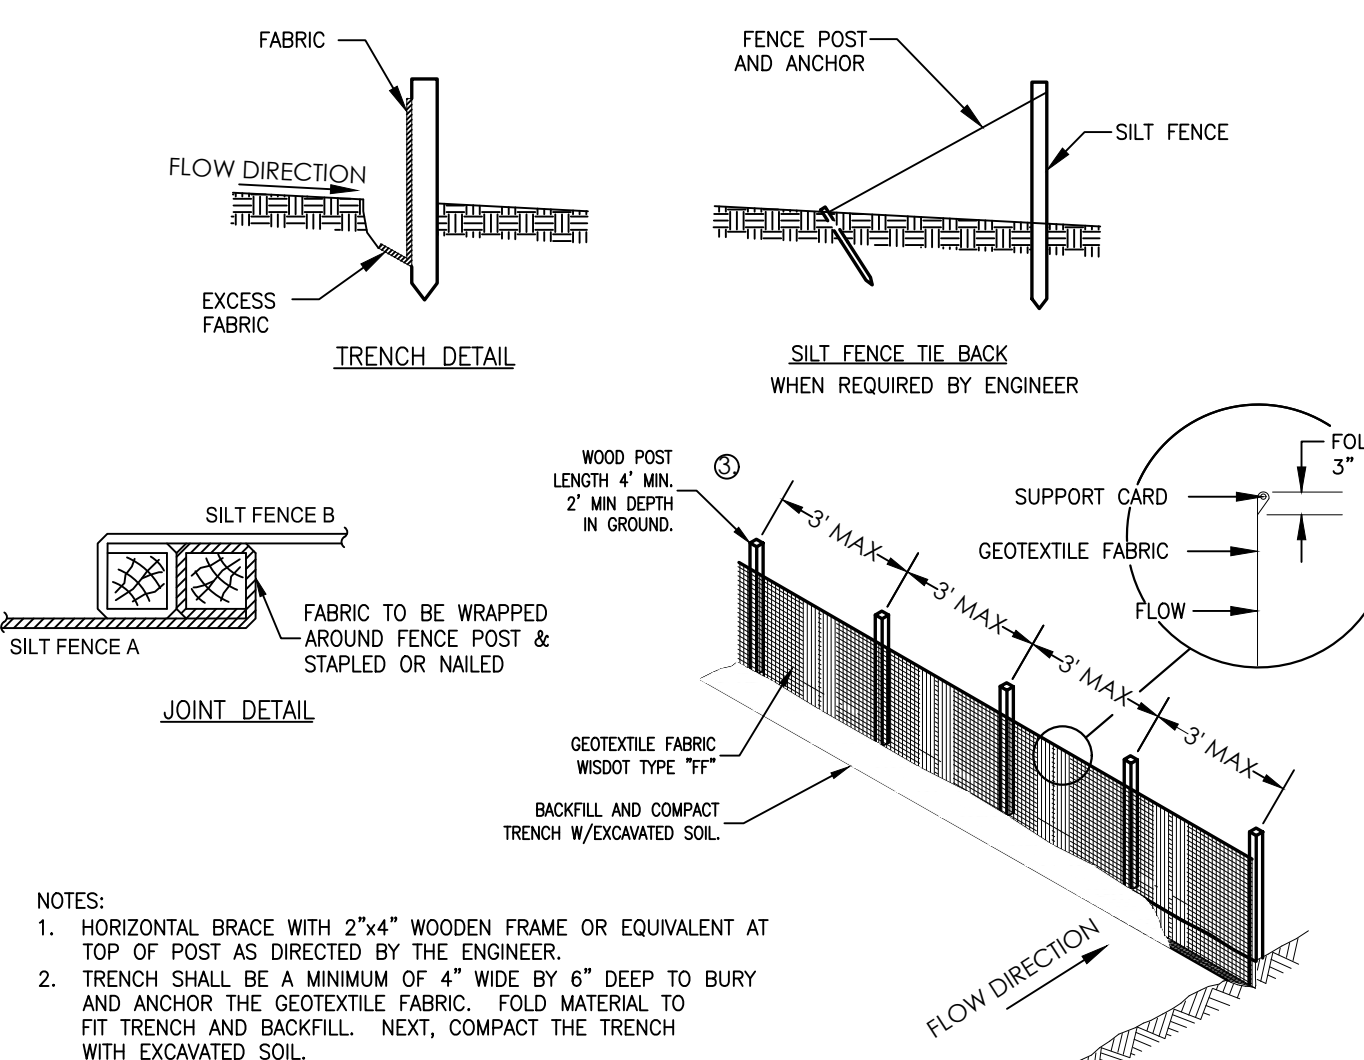 FABRIC
FLOW DIRECTION
EXCESS
FABRIC
TRENCH DETAIL
FENCE POST
AND ANCHOR
SILT FENCE
SILT FENCE TIE BACK
WHEN REQUIRED BY ENGINEER
SILT FENCE B
SILT FENCE A
FABRIC TO BE WRAPPED
AROUND FENCE POST &
STAPLED OR NAILED
JOINT DETAIL
WOOD POST
LENGTH 4' MIN.
2' MIN DEPTH
IN GROUND.
3.
3' MAX
3' MAX
3' MAX
3' MAX
3"
SUPPORT CARD
GEOTEXTILE FABRIC
FLOW
GEOTEXTILE FABRIC
WISDOT TYPE "FF"
BACKFILL AND COMPACT
TRENCH W/EXCAVATED SOIL.
FLOW DIRECTION
NOTES:
1. HORIZONTAL BRACE WITH 2"x4" WOODEN FRAME OR EQUIVALENT AT
TOP OF POST AS DIRECTED BY THE ENGINEER.
2. TRENCH SHALL BE A MINIMUM OF 4" WIDE BY 6" DEEP TO BURY
AND ANCHOR THE GEOTEXTILE FABRIC. FOLD MATERIAL TO
FIT TRENCH AND BACKFILL. NEXT, COMPACT THE TRENCH
WITH EXCAVATED SOIL.